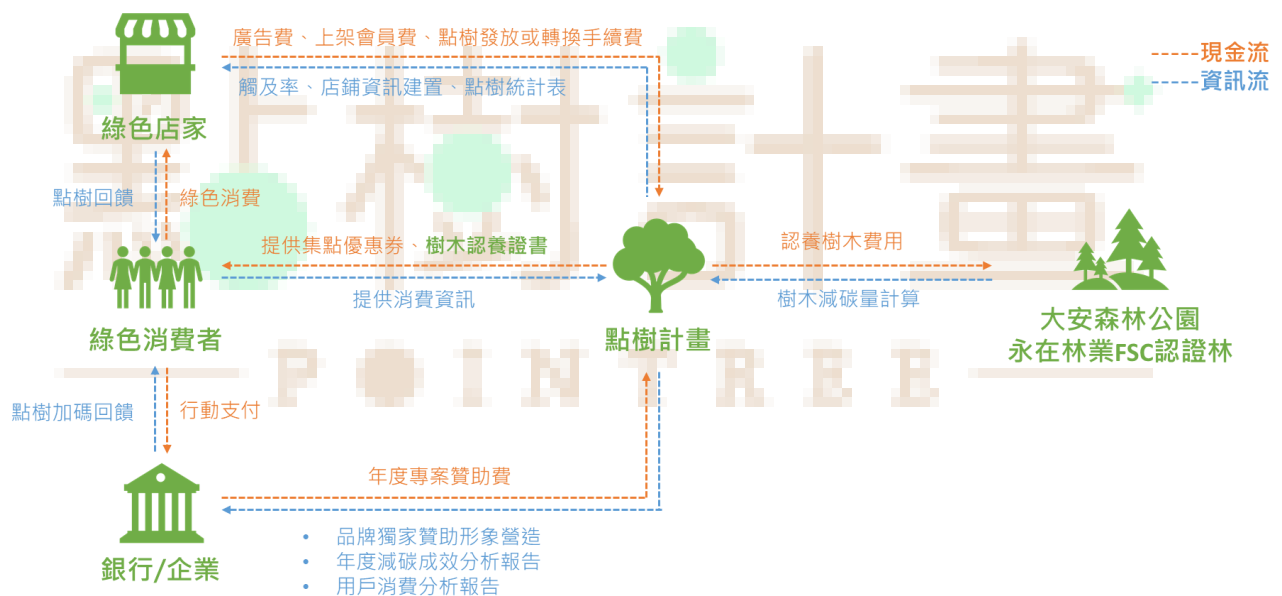 廣告費、上架會員費、點樹發放或轉換手續費
-----現金流
觸及率、店鋪資訊建置、點樹統計表
-----資訊流
綠色店家
點樹回饋
綠色消費
提供集點優惠券、樹木認養證書
認養樹木費用
提供消費資訊
樹木減碳量計算
綠色消費者
點樹計畫
大安森林公園
永在林業FSC認證林
點樹計畫
POINTREE
點樹加碼回饋
行動支付
年度專案贊助費
銀行/企業
• 品牌獨家贊助形象營造
• 年度減碳成效分析報告
• 用戶消費分析報告